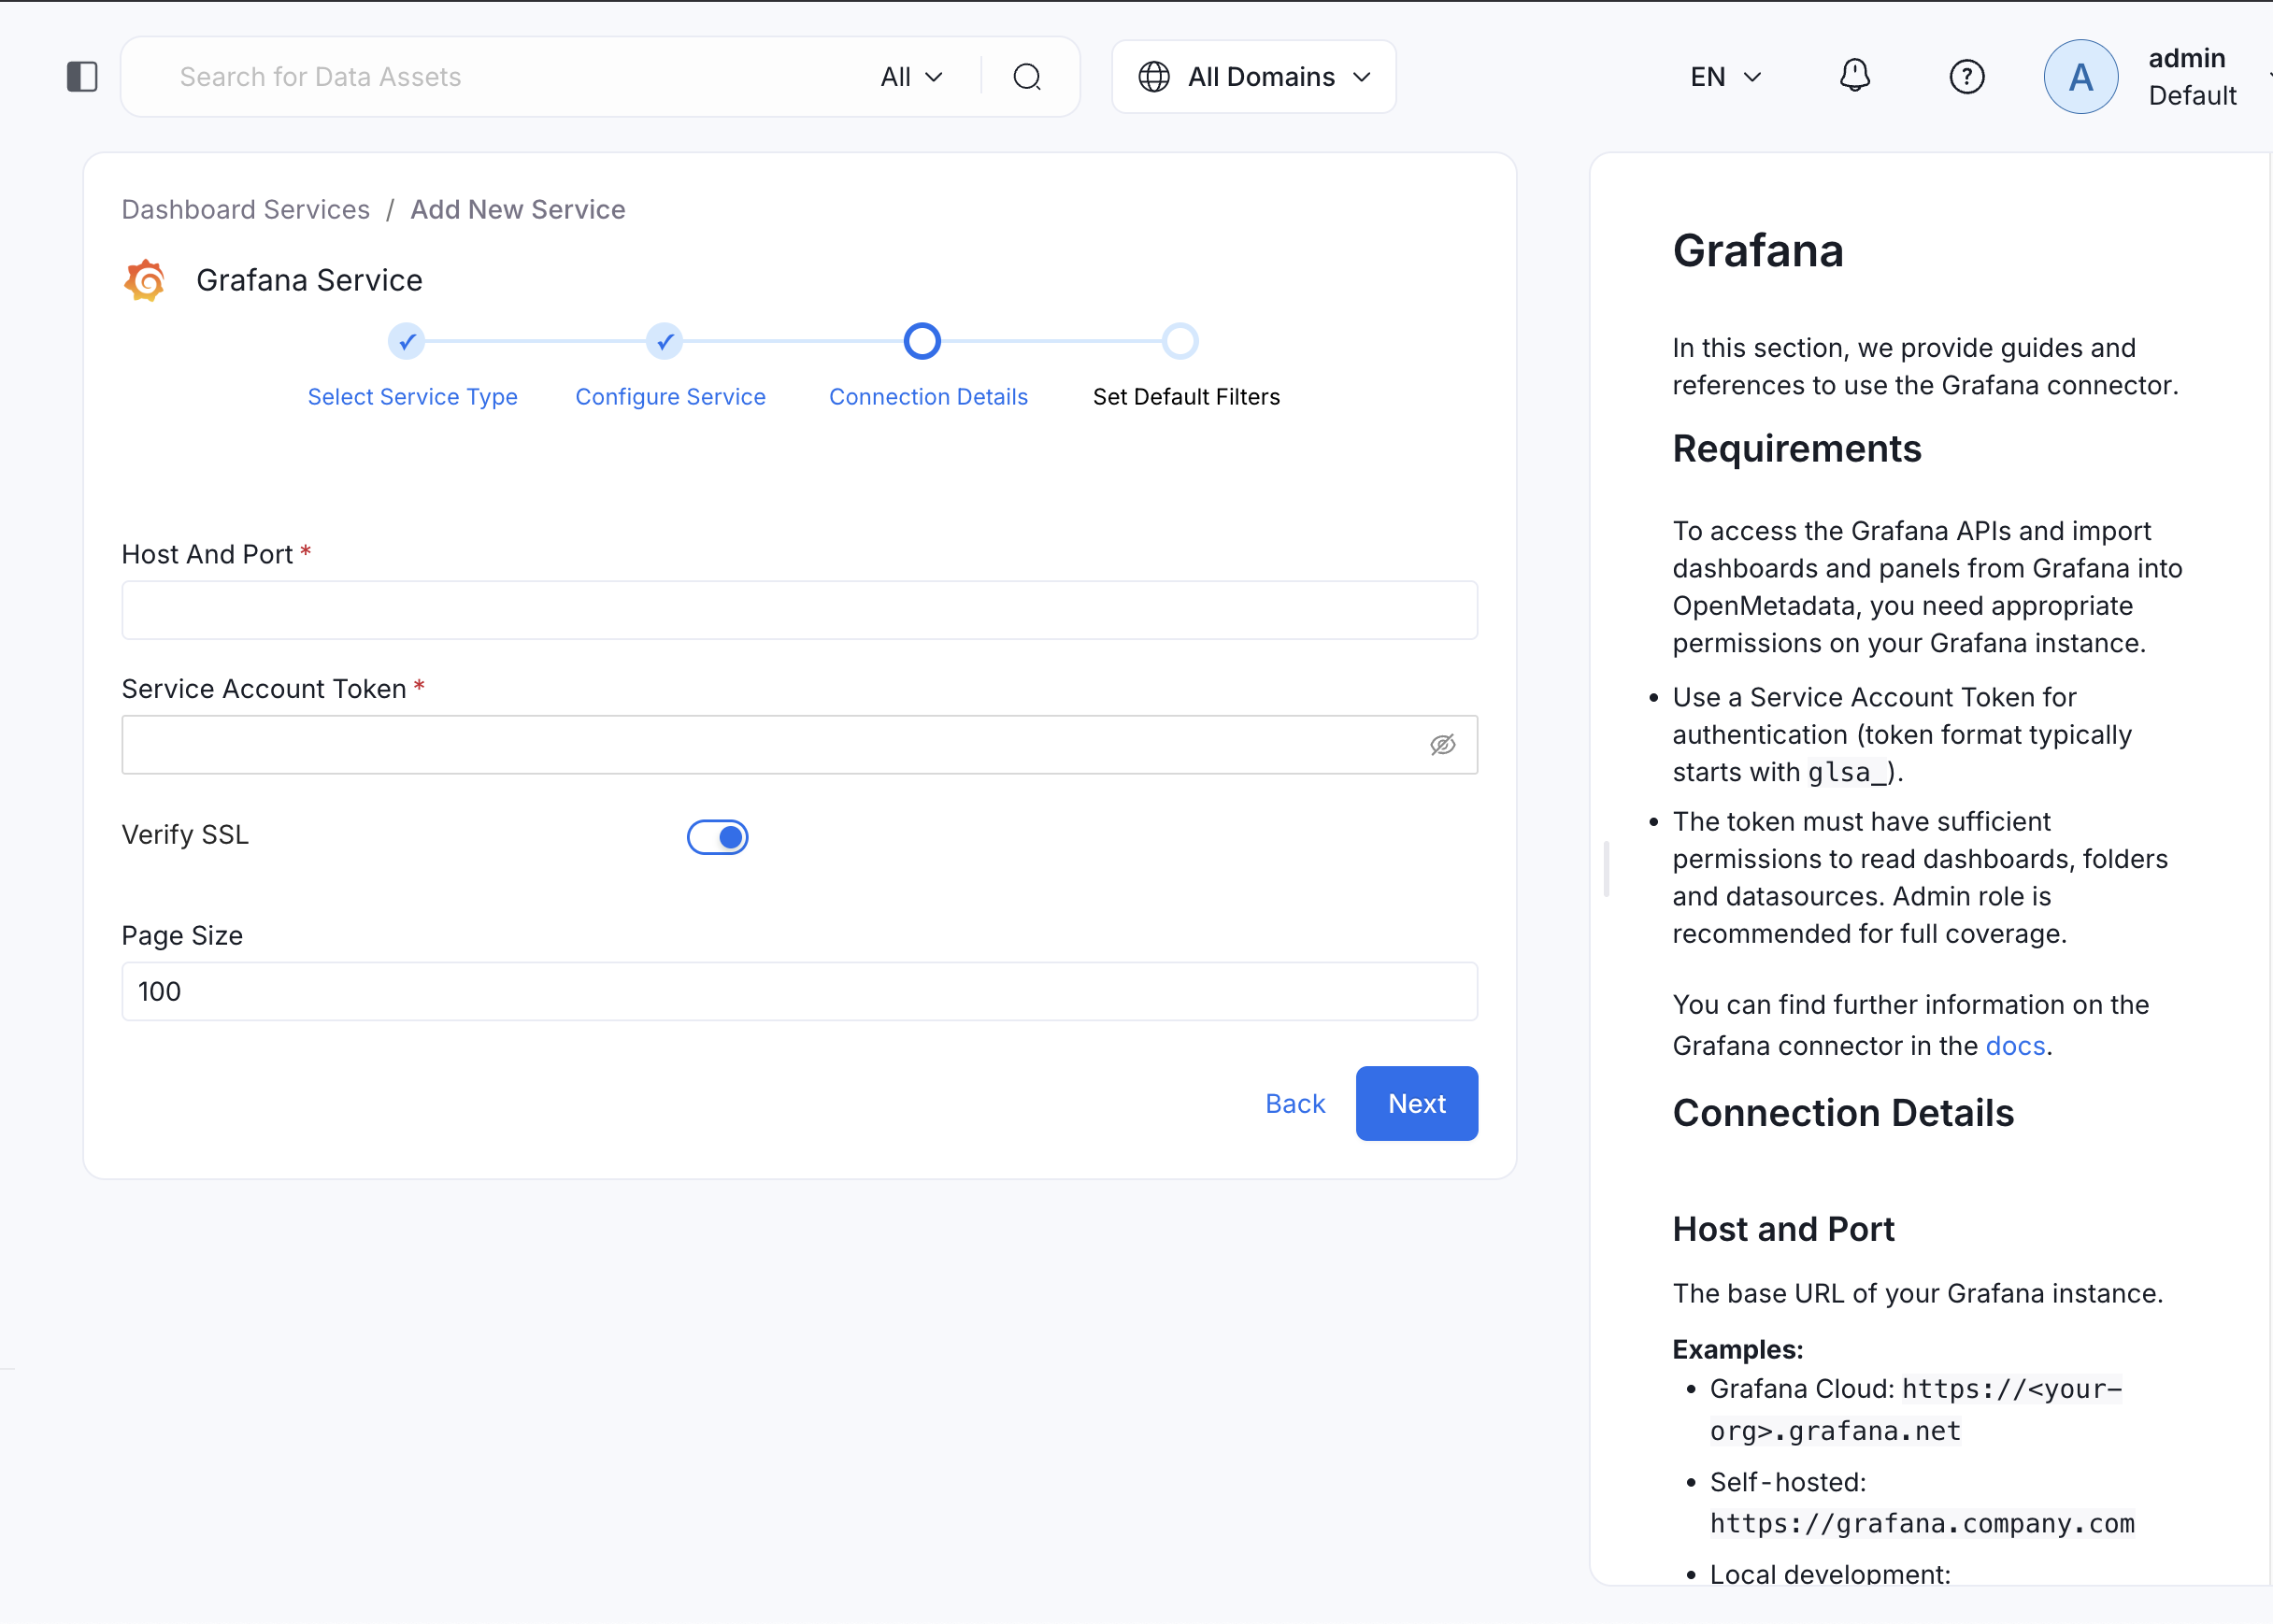 Search for Data Assets
All
All Domains
EN
A
admin
Default
Dashboard Services / Add New Service
Grafana Service
Select Service Type
Configure Service
Connection Details
Set Default Filters
Host And Port *
Service Account Token *
Verify SSL
Page Size
100
Back
Next
Grafana
In this section, we provide guides and
references to use the Grafana connector.
Requirements
To access the Grafana APIs and import
dashboards and panels from Grafana into
OpenMetadata, you need appropriate
permissions on your Grafana instance.
• Use a Service Account Token for
authentication (token format typically
starts with glsa_).
• The token must have sufficient
permissions to read dashboards, folders
and datasources. Admin role is
recommended for full coverage.
You can find further information on the
Grafana connector in the docs.
Connection Details
Host and Port
The base URL of your Grafana instance.
Examples:
• Grafana Cloud: https://<your-
org>.grafana.net
• Self-hosted:
https://grafana.company.com
• Local development: